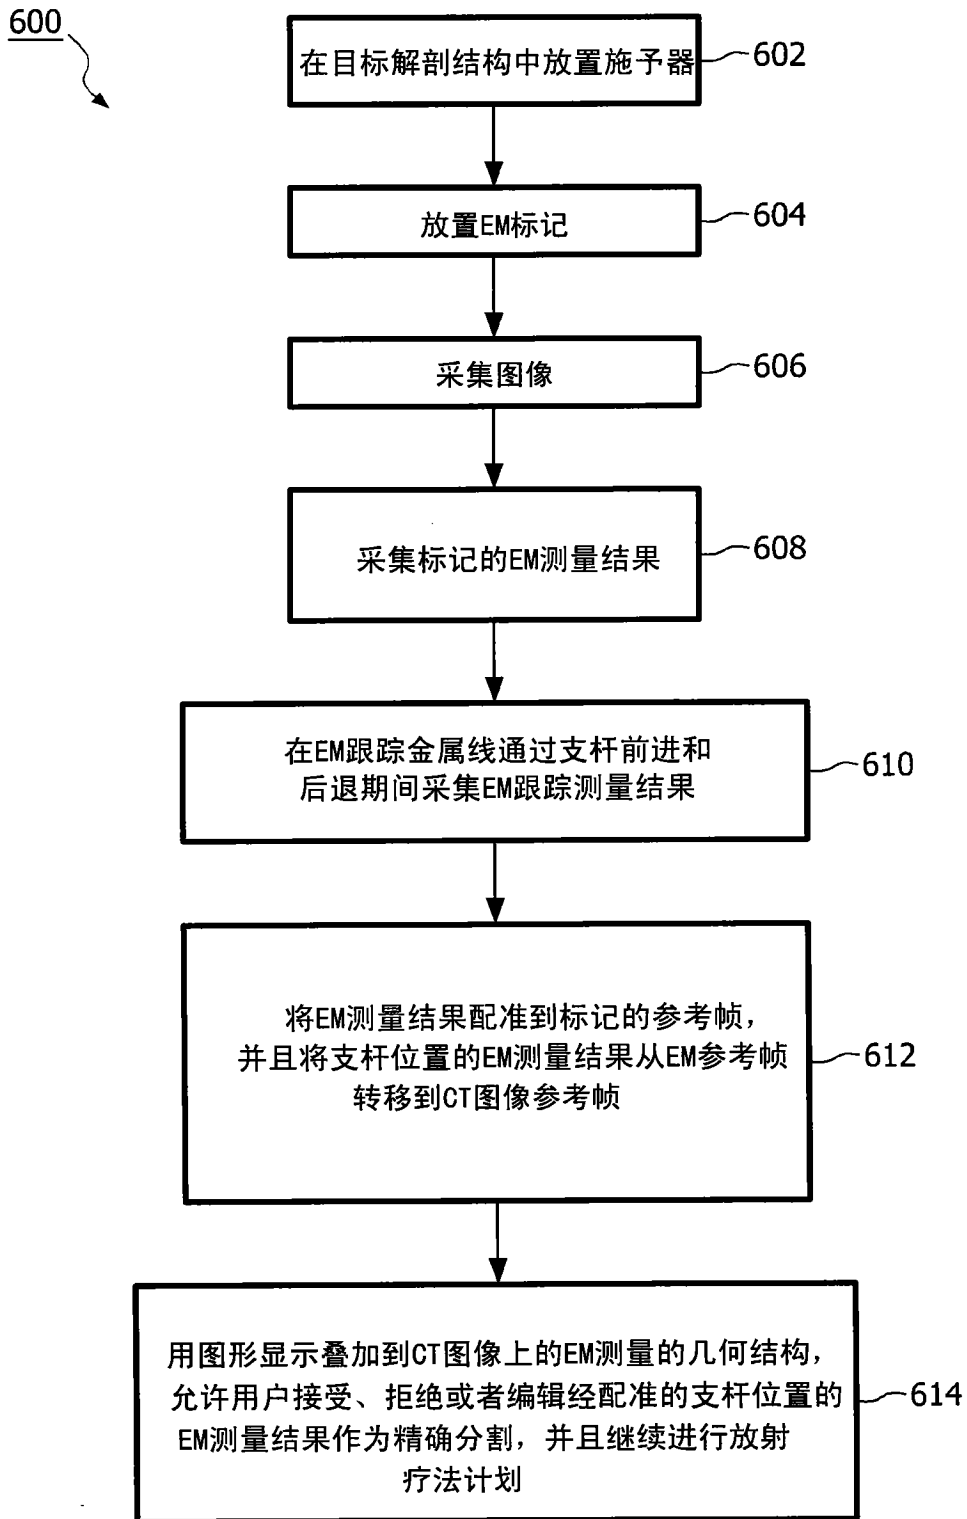 600
在目标解剖结构中放置施予器
602
放置EM标记
604
采集图像
606
采集标记的EM测量结果
608
在EM跟踪金属线通过支杆前进和
后退期间采集EM跟踪测量结果
610
将EM测量结果配准到标记的参考帧，
并且将支杆位置的EM测量结果从EM参考帧
转移到CT图像参考帧
612
用图形显示叠加到CT图像上的EM测量的几何结构，
允许用户接受、拒绝或者编辑经配准的支杆位置的
EM测量结果作为精确分割，并且继续进行放射
疗法计划
614